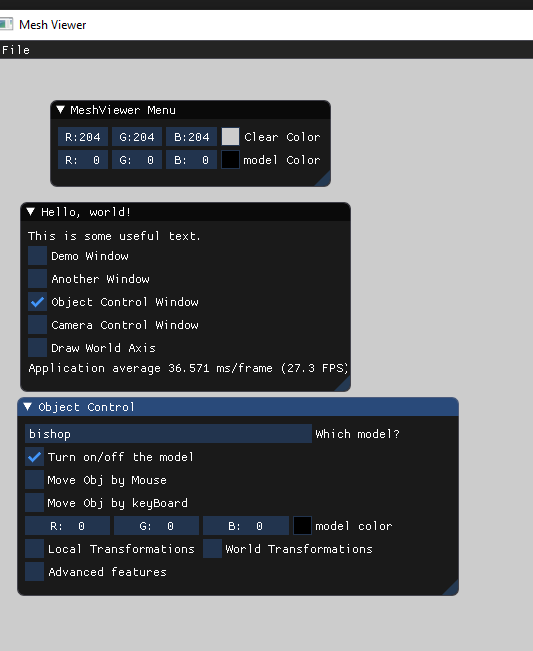 Mesh Viewer
File
MeshViewer Menu
R:204 G:204 B:204 Clear Color
R: 0 G: 0 B: 0 model Color
Hello, world!
This is some useful text.
Demo Window
Another Window
Object Control Window
Camera Control Window
Draw World Axis
Application average 36.571 ms/frame (27.3 FPS)
Object Control
bishop Which model?
Turn on/off the model
Move Obj by Mouse
Move Obj by keyBoard
R: 0 G: 0 B: 0 model color
Local Transformations World Transformations
Advanced features